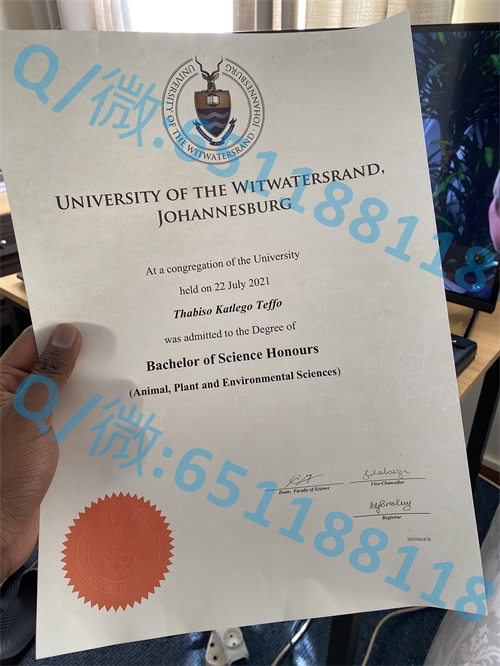 UNIVERSITY OF THE WITWATERSRAND, JOHANNESBURG
UNIVERSITY OF THE WITWATERSRAND,
JOHANNESBURG
At a congregation of the University
held on 22 July 2021
Thabiso Katlego Teffo
was admitted to the Degree of
Bachelor of Science Honours
(Animal, Plant and Environmental Sciences)
Dean: Faculty of Science
Vice-Chancellor
Registrar
Q/微:651188118
Q/微:651188118